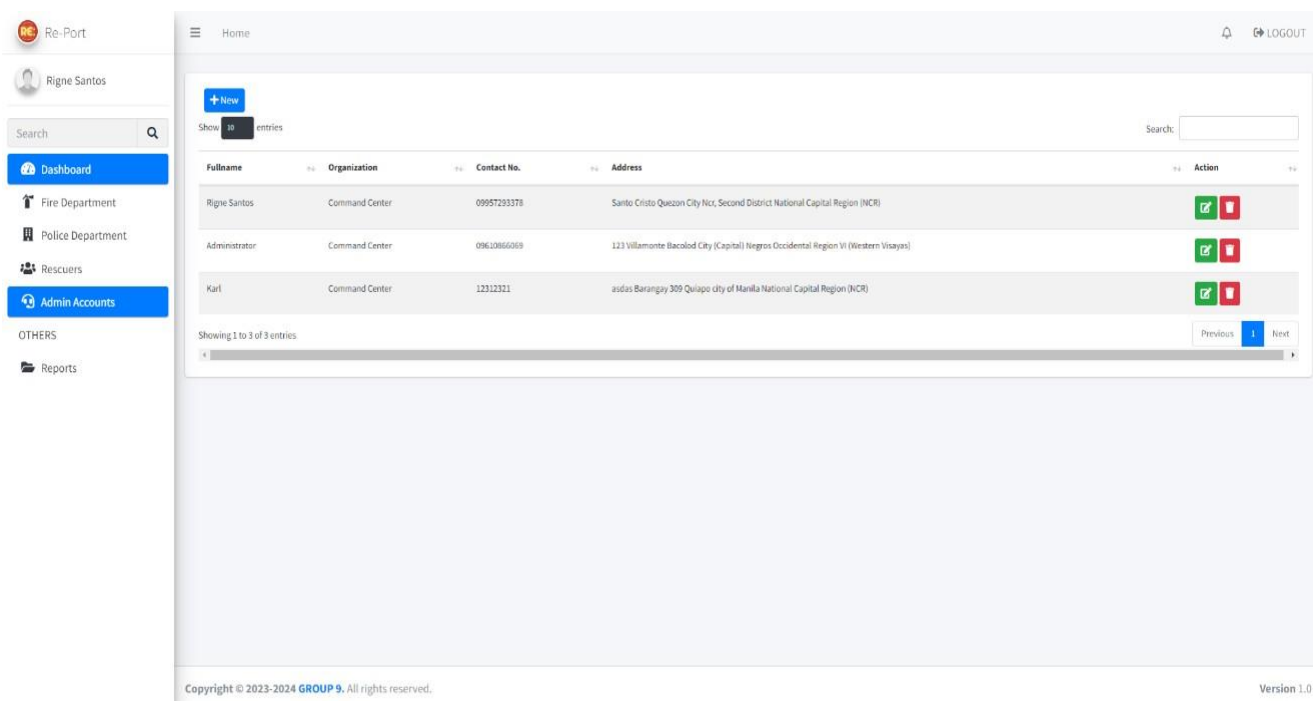 RE: Re-Port
Home
LOGOUT
Rigne Santos
Search
Dashboard
Fire Department
Police Department
Rescuers
Admin Accounts
OTHERS
Reports
New
Show 10 entries
Search:
Fullname Organization Contact No. Address Action
Rigne Santos Command Center 09957293378 Santo Cristo Quezon City Ncr, Second District National Capital Region (NCR)
Administrator Command Center 09610866069 123 Villamonte Bacolod City (Capital) Negros Occidental Region VI (Western Visayas)
Karl Command Center 12312321 asdas Barangay 309 Quiapo city of Manila National Capital Region (NCR)
Showing 1 to 3 of 3 entries
Previous 1 Next
Copyright © 2023-2024 GROUP 9. All rights reserved.
Version 1.0